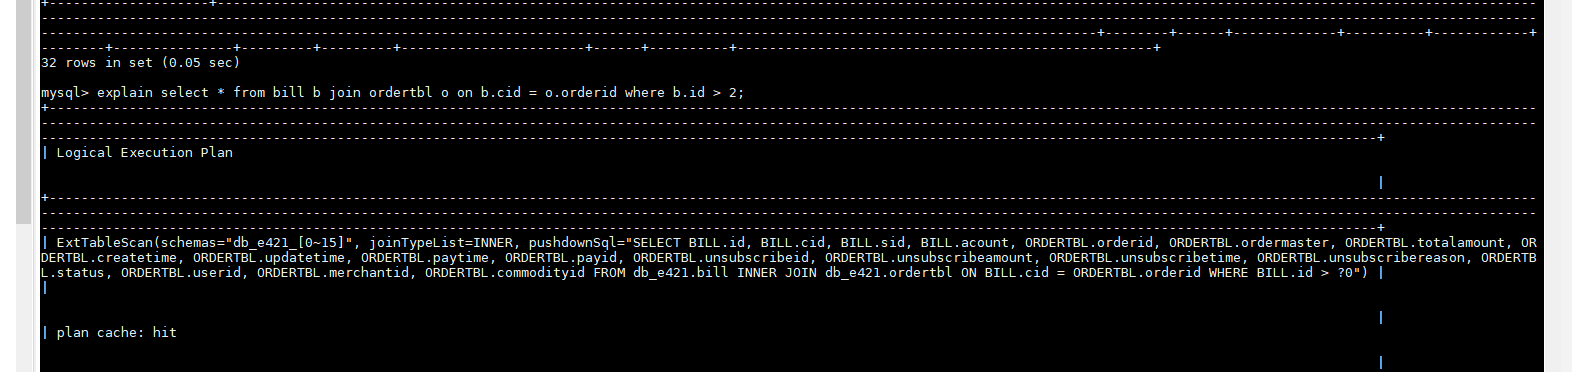 32 rows in set (0.05 sec)
mysql> explain select * from bill b join ordertbl o on b.cid = o.orderid where b.id > 2;
| Logical Execution Plan
|
| ExtTableScan(schemas="db_e421_[0~15]", joinTypeList=INNER, pushdownSql="SELECT BILL.id, BILL.cid, BILL.sid, BILL.acount, ORDERTBL.orderid, ORDERTBL.ordermaster, ORDERTBL.totalamount, OR
DERTBL.createtime, ORDERTBL.updatetime, ORDERTBL.paytime, ORDERTBL.payid, ORDERTBL.unsubscribeid, ORDERTBL.unsubscribeamount, ORDERTBL.unsubscribetime, ORDERTBL.unsubscribereason, ORDERTB
L.status, ORDERTBL.userid, ORDERTBL.merchantid, ORDERTBL.commodityid FROM db_e421.bill INNER JOIN db_e421.ordertbl ON BILL.cid = ORDERTBL.orderid WHERE BILL.id > ?0") |
|
|
| plan cache: hit
|